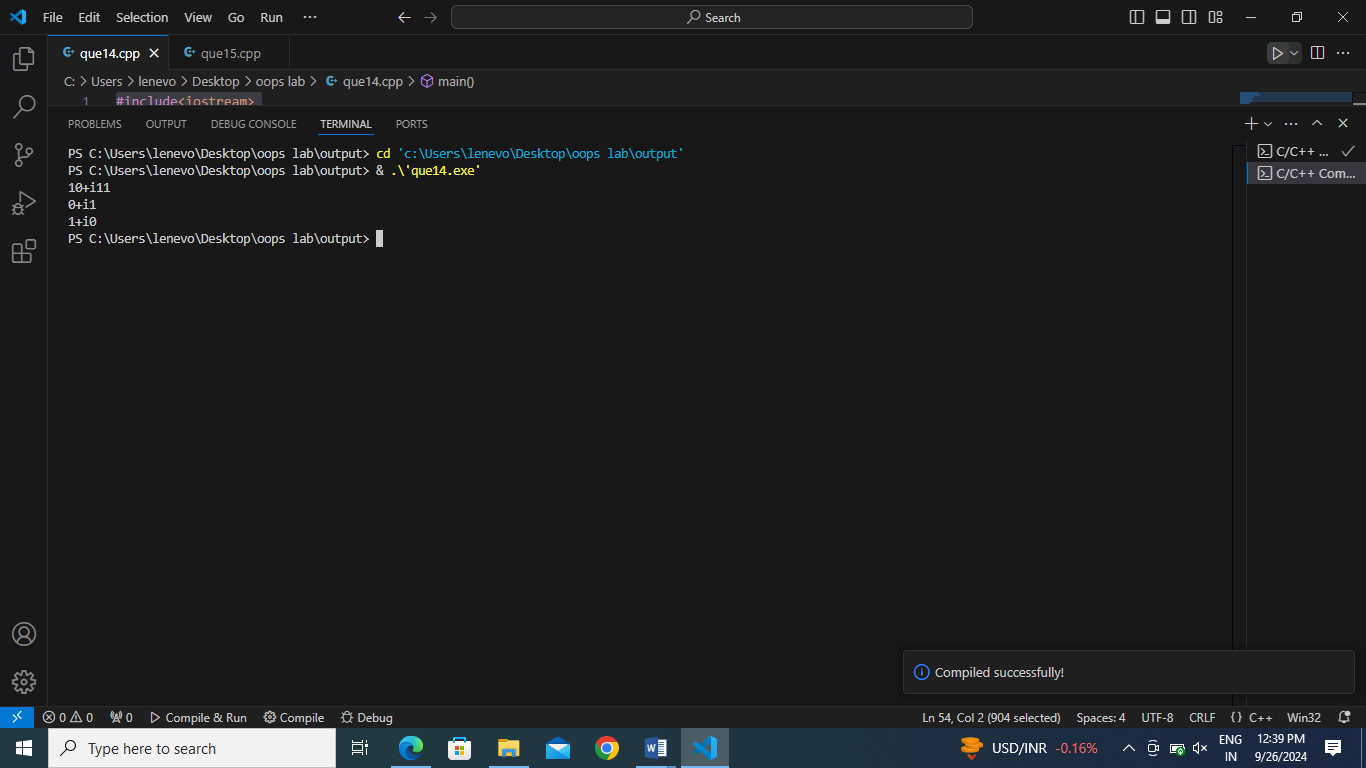 File Edit Selection View Go Run ··· Search
que14.cpp que15.cpp
C: > Users > lenevo > Desktop > oops lab > que14.cpp > main()
1 #include<iostream>
PROBLEMS OUTPUT DEBUG CONSOLE TERMINAL PORTS
PS C:\Users\lenevo\Desktop\oops lab\output> cd 'c:\Users\lenevo\Desktop\oops lab\output'
PS C:\Users\lenevo\Desktop\oops lab\output> & .\'que14.exe'
10+i11
0+i1
1+i0
PS C:\Users\lenevo\Desktop\oops lab\output>
C/C++ ...
C/C++ Com...
Compiled successfully!
0 0 0 Compile & Run Compile Debug Ln 54, Col 2 (904 selected) Spaces: 4 UTF-8 CRLF {} C++ Win32
Type here to search USD/INR -0.16% ENG IN 12:39 PM 9/26/2024